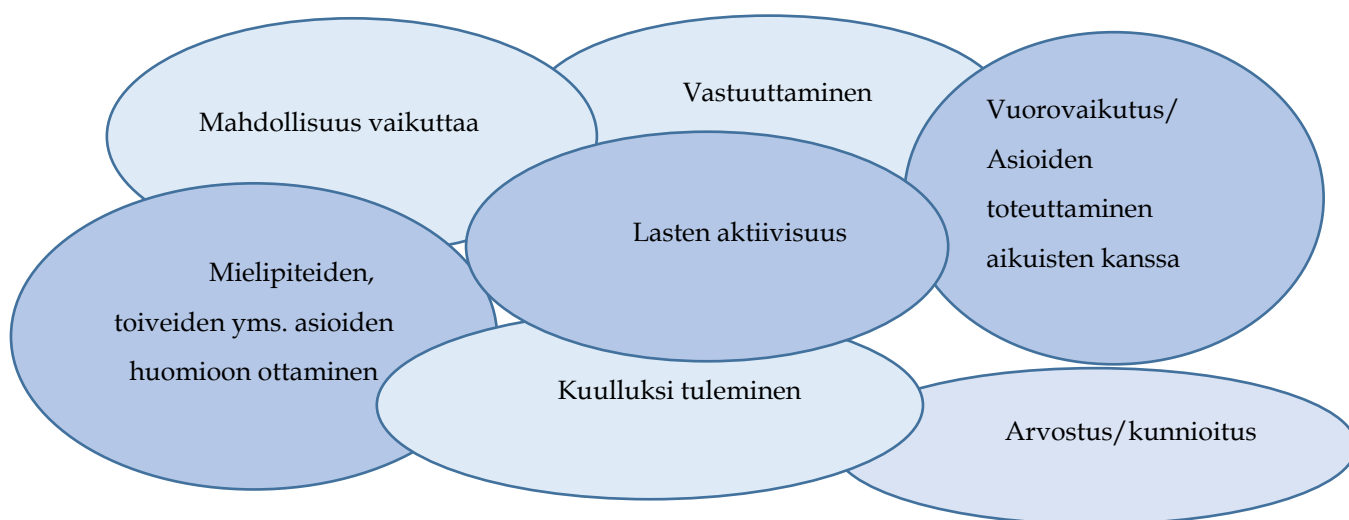 Mahdollisuus vaikuttaa
Vastuuttaminen
Vuorovaikutus/
Asioiden
toteuttaminen
aikuisten kanssa
Lasten aktiivisuus
Mielipiteiden,
toiveiden yms. asioiden
huomioon ottaminen
Kuulluksi tuleminen
Arvostus/kunnioitus